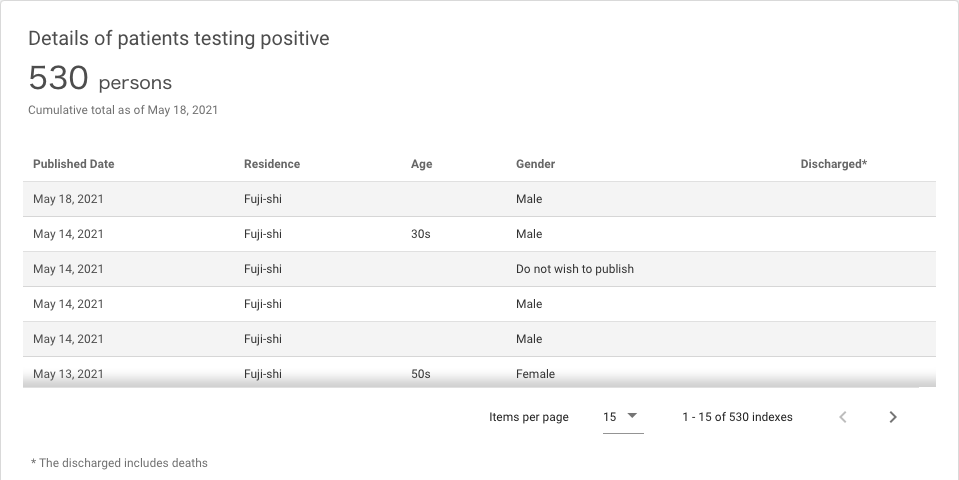 Details of patients testing positive
530 persons
Cumulative total as of May 18, 2021
Published Date Residence Age Gender Discharged*
May 18, 2021 Fuji-shi Male
May 14, 2021 Fuji-shi 30s Male
May 14, 2021 Fuji-shi Do not wish to publish
May 14, 2021 Fuji-shi Male
May 14, 2021 Fuji-shi Male
May 13, 2021 Fuji-shi 50s Female
Items per page 15 1 - 15 of 530 indexes
* The discharged includes deaths